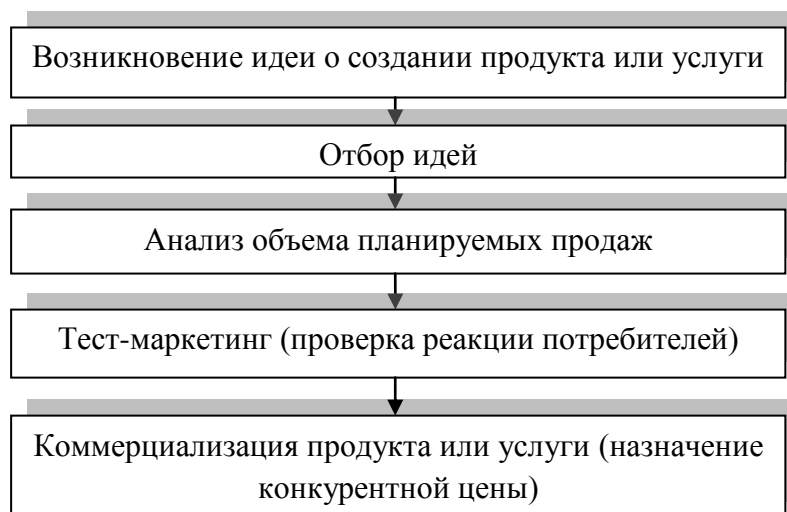 Возникновение идеи о создании продукта или услуги
Отбор идей
Анализ объема планируемых продаж
Тест-маркетинг (проверка реакции потребителей)
Коммерциализация продукта или услуги (назначение
конкурентной цены)